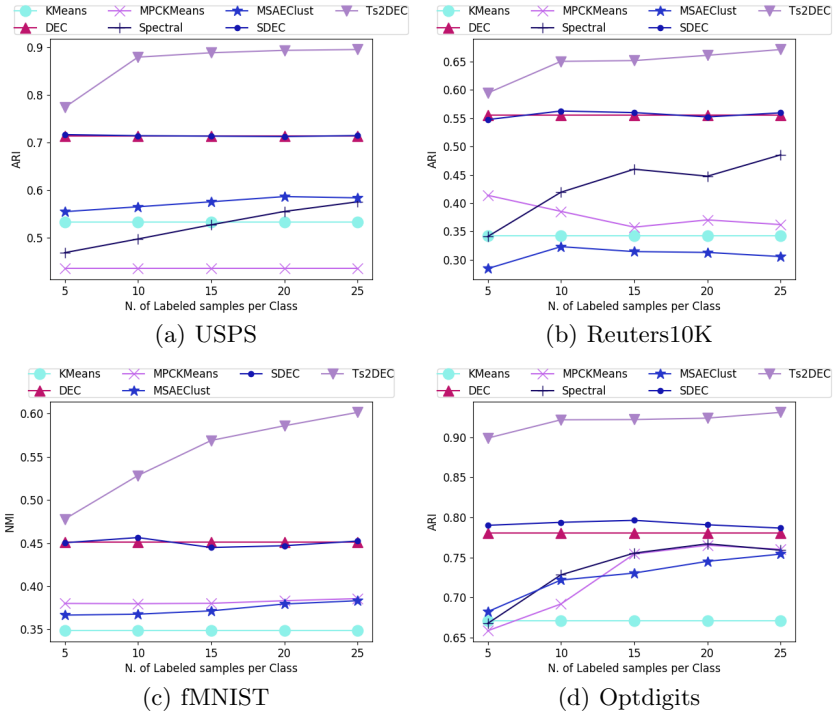 KMeans MPCKMeans MSAEClust Ts2DEC
DEC Spectral SDEC
0.9
0.8
0.7
0.6
0.5
ARI
5 10 15 20 25
N. of Labeled samples per Class
(a) USPS
KMeans MPCKMeans MSAEClust Ts2DEC
DEC Spectral SDEC
0.65
0.60
0.55
0.50
0.45
0.40
0.35
0.30
ARI
5 10 15 20 25
N. of Labeled samples per Class
(b) Reuters10K
KMeans MPCKMeans SDEC Ts2DEC
DEC MSAEClust
0.60
0.55
0.50
0.45
0.40
0.35
NMI
5 10 15 20 25
N. of Labeled samples per Class
(c) fMNIST
KMeans MPCKMeans MSAEClust Ts2DEC
DEC Spectral SDEC
0.90
0.85
0.80
0.75
0.70
0.65
ARI
5 10 15 20 25
N. of Labeled samples per Class
(d) Optdigits